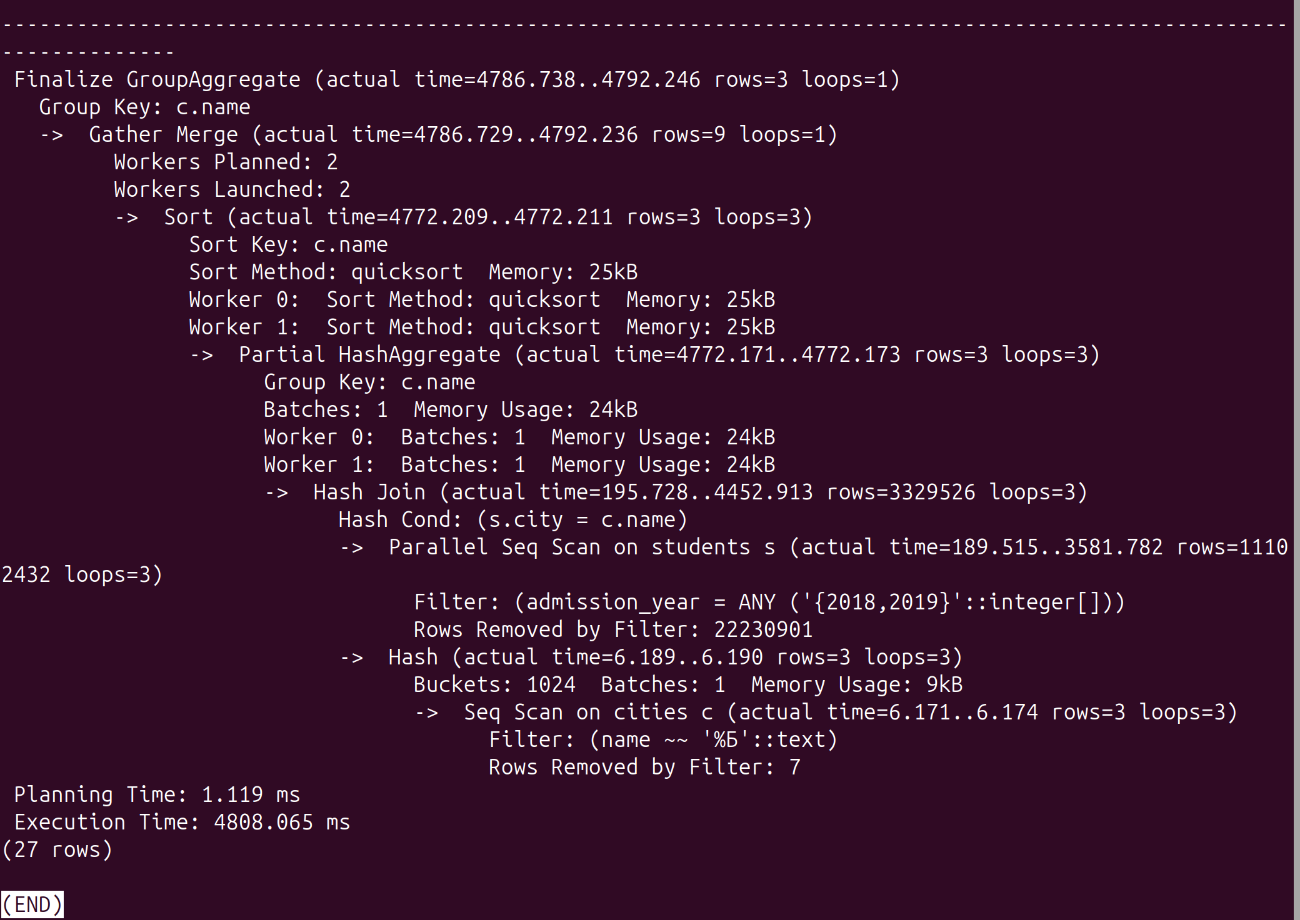 -------------------------------------------------------------------------------------------------------
--------------
Finalize GroupAggregate (actual time=4786.738..4792.246 rows=3 loops=1)
Group Key: c.name
->  Gather Merge (actual time=4786.729..4792.236 rows=9 loops=1)
Workers Planned: 2
Workers Launched: 2
->  Sort (actual time=4772.209..4772.211 rows=3 loops=3)
Sort Key: c.name
Sort Method: quicksort  Memory: 25kB
Worker 0:  Sort Method: quicksort  Memory: 25kB
Worker 1:  Sort Method: quicksort  Memory: 25kB
->  Partial HashAggregate (actual time=4772.171..4772.173 rows=3 loops=3)
Group Key: c.name
Batches: 1  Memory Usage: 24kB
Worker 0:  Batches: 1  Memory Usage: 24kB
Worker 1:  Batches: 1  Memory Usage: 24kB
->  Hash Join (actual time=195.728..4452.913 rows=3329526 loops=3)
Hash Cond: (s.city = c.name)
->  Parallel Seq Scan on students s (actual time=189.515..3581.782 rows=1110
2432 loops=3)
Filter: (admission_year = ANY ('{2018,2019}'::integer[]))
Rows Removed by Filter: 22230901
->  Hash (actual time=6.189..6.190 rows=3 loops=3)
Buckets: 1024  Batches: 1  Memory Usage: 9kB
->  Seq Scan on cities c (actual time=6.171..6.174 rows=3 loops=3)
Filter: (name ~~ '%Б'::text)
Rows Removed by Filter: 7
Planning Time: 1.119 ms
Execution Time: 4808.065 ms
(27 rows)
(END)